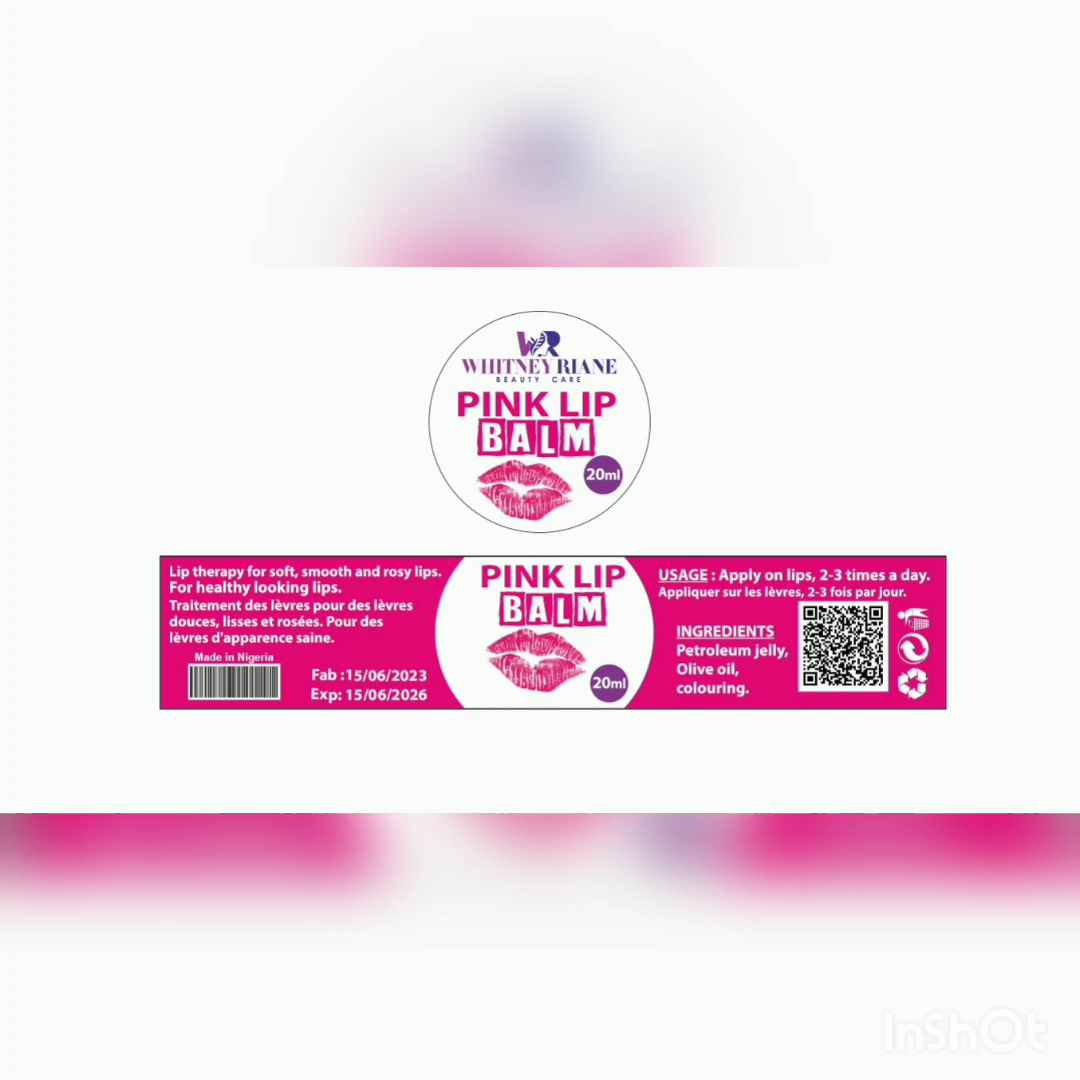 WR
WHITNEY RIANE
BEAUTY CARE
PINK LIP
BALM
20ml
Lip therapy for soft, smooth and rosy lips.
For healthy looking lips.
Traitement des lèvres pour des lèvres
douces, lisses et rosées. Pour des
lèvres d'apparence saine.
Made in Nigeria
Fab :15/06/2023
Exp: 15/06/2026
PINK LIP
BALM
20ml
USAGE : Apply on lips, 2-3 times a day.
Appliquer sur les lèvres, 2-3 fois par jour.
INGREDIENTS
Petroleum jelly,
Olive oil,
colouring.
InShOt